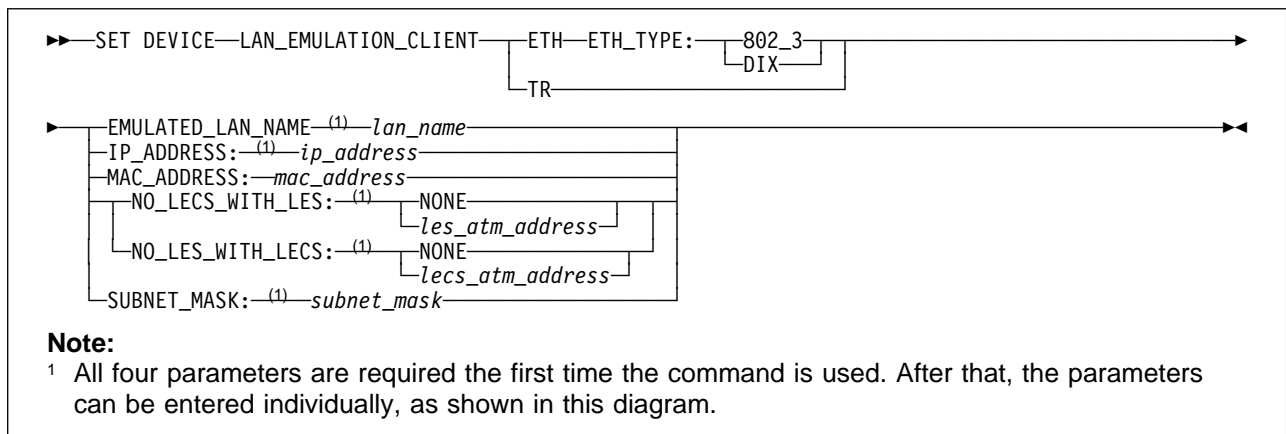 SET DEVICE LAN_EMULATION_CLIENT ETH ETH_TYPE: 802_3
DIX
TR
EMULATED_LAN_NAME (1) lan_name
IP_ADDRESS: (1) ip_address
MAC_ADDRESS: mac_address
NO_LECS_WITH_LES: (1) NONE
les_atm_address
NO_LES_WITH_LECS: (1) NONE
lecs_atm_address
SUBNET_MASK: (1) subnet_mask
Note:
1 All four parameters are required the first time the command is used. After that, the parameters
can be entered individually, as shown in this diagram.